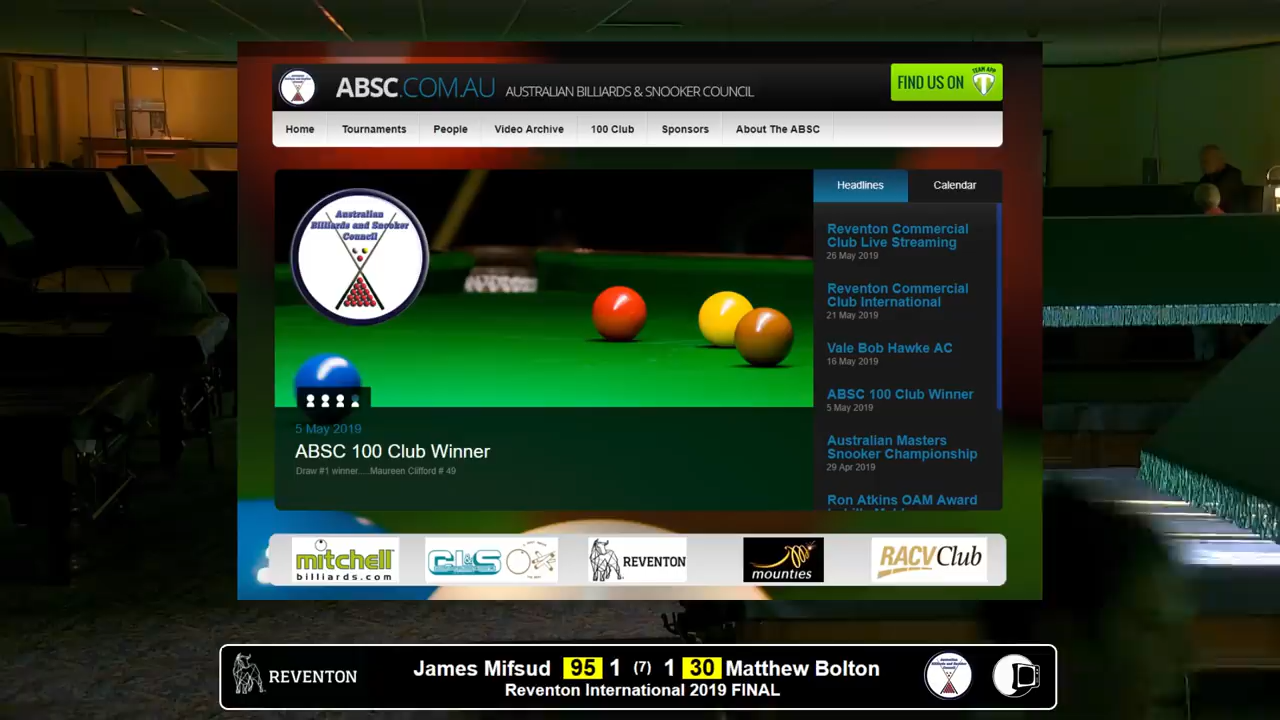 ABSC.COM.AU AUSTRALIAN BILLIARDS & SNOOKER COUNCIL
FIND US ON
TEAM APP
Home Tournaments People Video Archive 100 Club Sponsors About The ABSC
Australian
Billiards and Snooker
Council
5 May 2019
ABSC 100 Club Winner
Draw #1 winner.....Maureen Clifford # 49
Headlines Calendar
Reventon Commercial
Club Live Streaming
26 May 2019
Reventon Commercial
Club International
21 May 2019
Vale Bob Hawke AC
16 May 2019
ABSC 100 Club Winner
5 May 2019
Australian Masters
Snooker Championship
29 Apr 2019
Ron Atkins OAM Award
mitchell
billiards.com
REVENTON
mounties
RACV Club
REVENTON
James Mifsud 95 1 (7) 1 30 Matthew Bolton
Reventon International 2019 FINAL